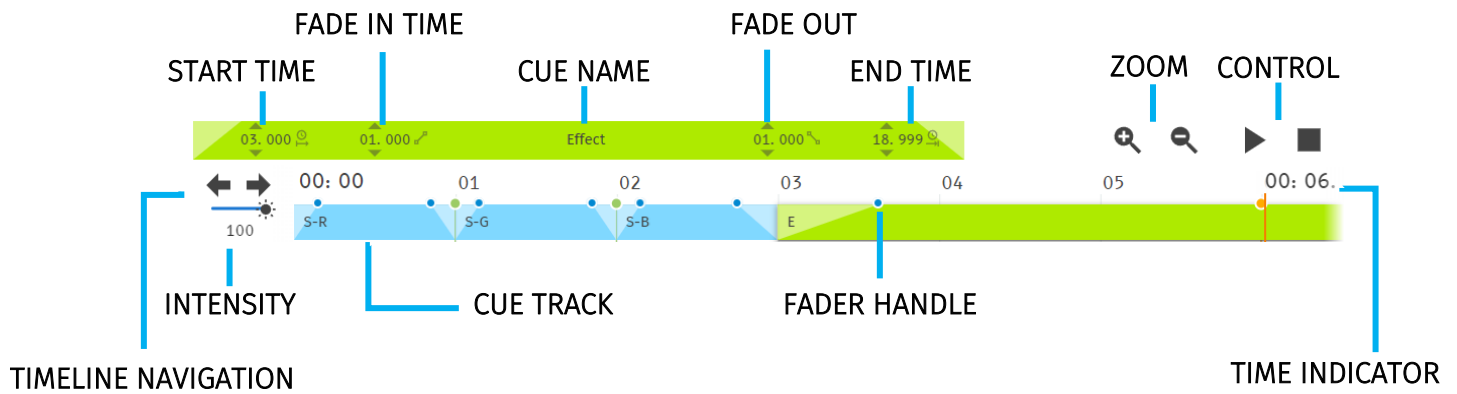 FADE IN TIME
FADE OUT
START TIME
CUE NAME
END TIME
ZOOM
CONTROL
03. 000
01. 000
Effect
01. 000
18. 999
00: 00
01
02
03
04
05
00: 06.
S-R
S-G
S-B
E
100
INTENSITY
CUE TRACK
FADER HANDLE
TIMELINE NAVIGATION
TIME INDICATOR